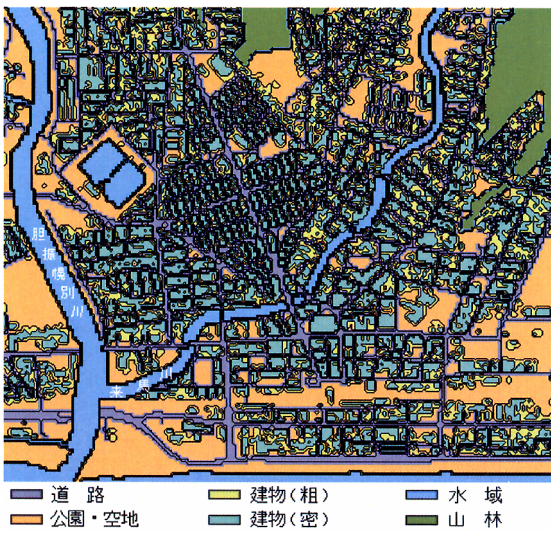 胆振幌別川
来馬川
道 路
建物(粗)
水 域
公園・空地
建物(密)
山 林